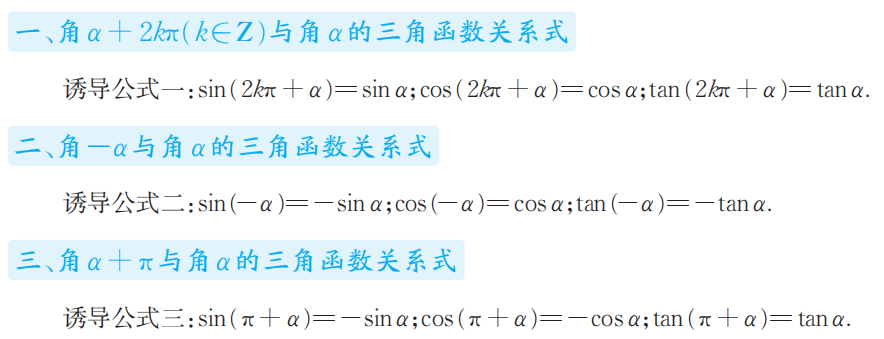 一、角α+2kπ(k∈Z)与角α的三角函数关系式
诱导公式一:sin(2kπ+α)=sin α;cos(2kπ+α)=cos α;tan(2kπ+α)=tan α.
二、角-α与角α的三角函数关系式
诱导公式二:sin(-α)=-sin α;cos(-α)=cos α;tan(-α)=-tan α.
三、角α+π与角α的三角函数关系式
诱导公式三:sin(π+α)=-sin α;cos(π+α)=-cos α;tan(π+α)=tan α.